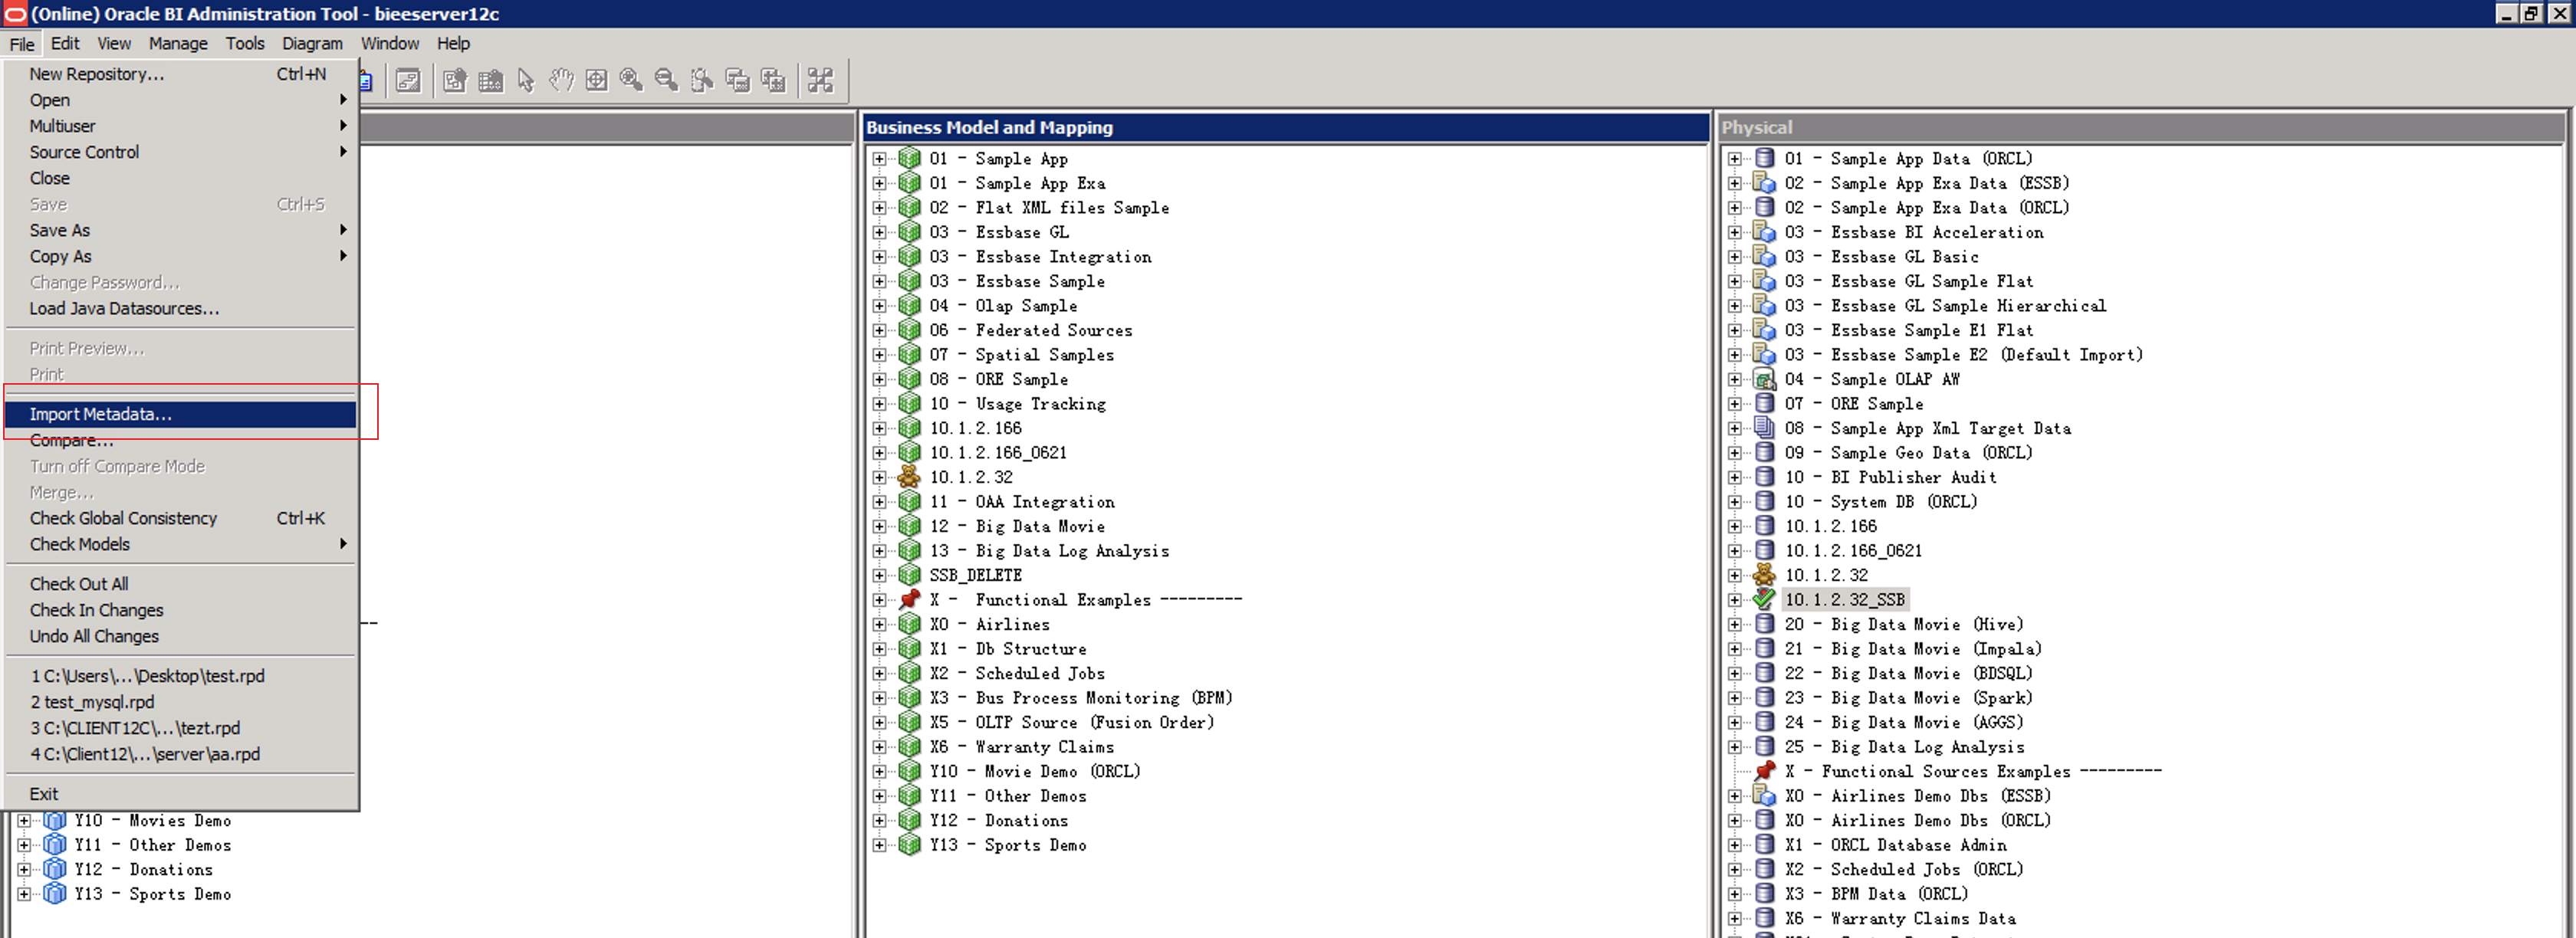 (Online) Oracle BI Administration Tool - bieeserver12c
File Edit View Manage Tools Diagram Window Help
New Repository... Ctrl+N
Open
Multiuser
Source Control
Close
Save Ctrl+S
Save As
Copy As
Change Password...
Load Java Datasources...
Print Preview...
Print
Import Metadata...
Compare...
Turn off Compare Mode
Merge...
Check Global Consistency Ctrl+K
Check Models
Check Out All
Check In Changes
Undo All Changes
1 C:\Users\...\Desktop\test.rpd
2 test_mysql.rpd
3 C:\CLIENT12C\...\tezt.rpd
4 C:\Client12\...\server\aa.rpd
Exit
--
Y10 - Movies Demo
Y11 - Other Demos
Y12 - Donations
Y13 - Sports Demo
Business Model and Mapping
01 - Sample App
01 - Sample App Exa
02 - Flat XML files Sample
03 - Essbase GL
03 - Essbase Integration
03 - Essbase Sample
04 - Olap Sample
06 - Federated Sources
07 - Spatial Samples
08 - ORE Sample
10 - Usage Tracking
10.1.2.166
10.1.2.166_0621
10.1.2.32
11 - OAA Integration
12 - Big Data Movie
13 - Big Data Log Analysis
SSB_DELETE
X - Functional Examples ---------
X0 - Airlines
X1 - Db Structure
X2 - Scheduled Jobs
X3 - Bus Process Monitoring (BPM)
X5 - OLTP Source (Fusion Order)
X6 - Warranty Claims
Y10 - Movie Demo (ORCL)
Y11 - Other Demos
Y12 - Donations
Y13 - Sports Demo
Physical
01 - Sample App Data (ORCL)
02 - Sample App Exa Data (ESSB)
02 - Sample App Exa Data (ORCL)
03 - Essbase BI Acceleration
03 - Essbase GL Basic
03 - Essbase GL Sample Flat
03 - Essbase GL Sample Hierarchical
03 - Essbase Sample E1 Flat
03 - Essbase Sample E2 (Default Import)
04 - Sample OLAP AW
07 - ORE Sample
08 - Sample App Xml Target Data
09 - Sample Geo Data (ORCL)
10 - BI Publisher Audit
10 - System DB (ORCL)
10.1.2.166
10.1.2.166_0621
10.1.2.32
10.1.2.32_SSB
20 - Big Data Movie (Hive)
21 - Big Data Movie (Impala)
22 - Big Data Movie (BDSQL)
23 - Big Data Movie (Spark)
24 - Big Data Movie (AGGS)
25 - Big Data Log Analysis
X - Functional Sources Examples ---------
X0 - Airlines Demo Dbs (ESSB)
X0 - Airlines Demo Dbs (ORCL)
X1 - ORCL Database Admin
X2 - Scheduled Jobs (ORCL)
X3 - BPM Data (ORCL)
X6 - Warranty Claims Data